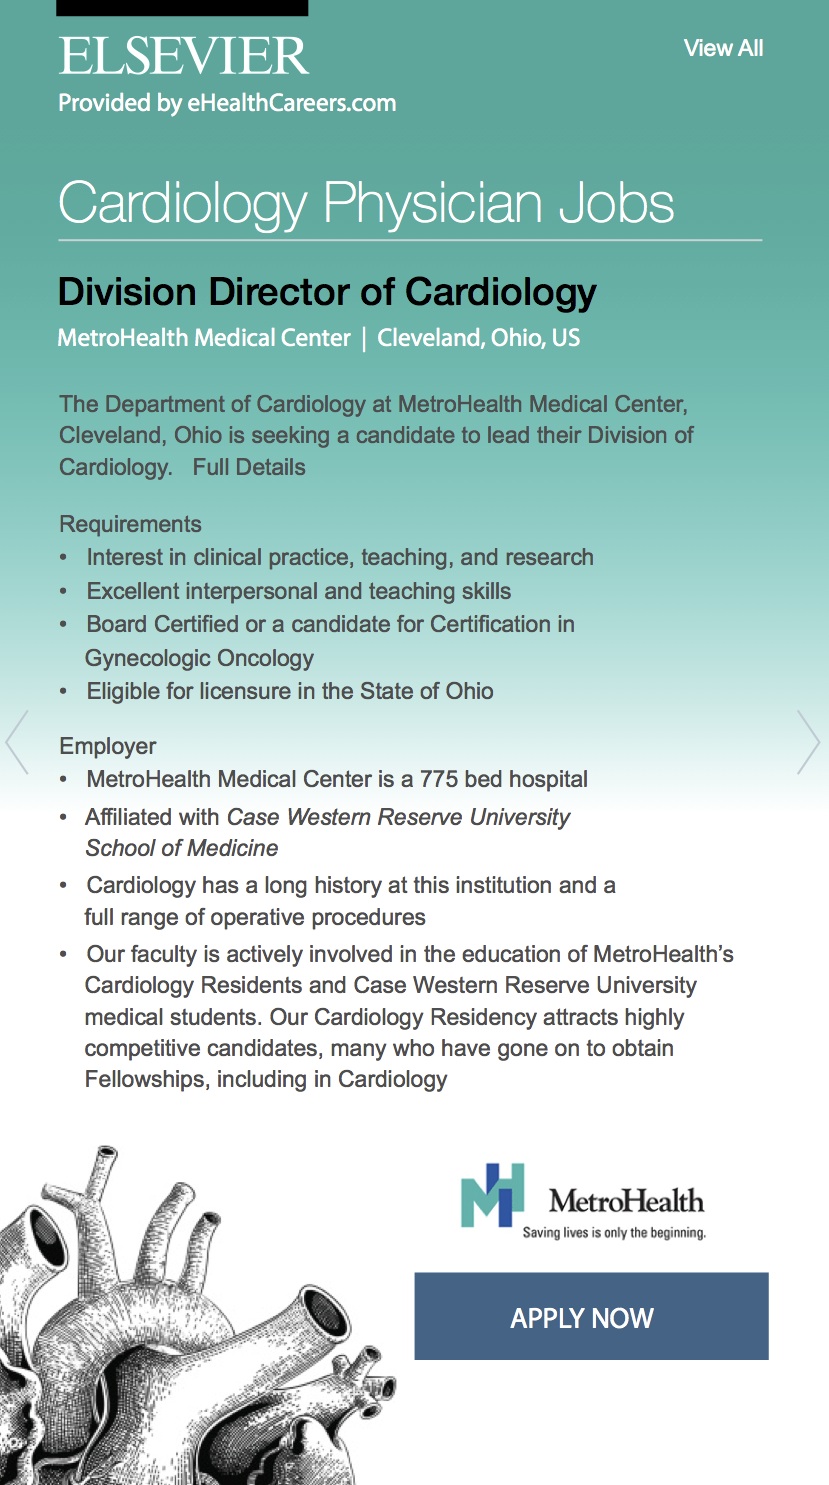 ELSEVIER
View All
Provided by eHealthCareers.com
Cardiology Physician Jobs
Division Director of Cardiology
MetroHealth Medical Center | Cleveland, Ohio, US
The Department of Cardiology at MetroHealth Medical Center,
Cleveland, Ohio is seeking a candidate to lead their Division of
Cardiology. Full Details
Requirements
• Interest in clinical practice, teaching, and research
• Excellent interpersonal and teaching skills
• Board Certified or a candidate for Certification in
Gynecologic Oncology
• Eligible for licensure in the State of Ohio
Employer
• MetroHealth Medical Center is a 775 bed hospital
• Affiliated with Case Western Reserve University
School of Medicine
• Cardiology has a long history at this institution and a
full range of operative procedures
• Our faculty is actively involved in the education of MetroHealth’s
Cardiology Residents and Case Western Reserve University
medical students. Our Cardiology Residency attracts highly
competitive candidates, many who have gone on to obtain
Fellowships, including in Cardiology
MetroHealth
Saving lives is only the beginning.
APPLY NOW